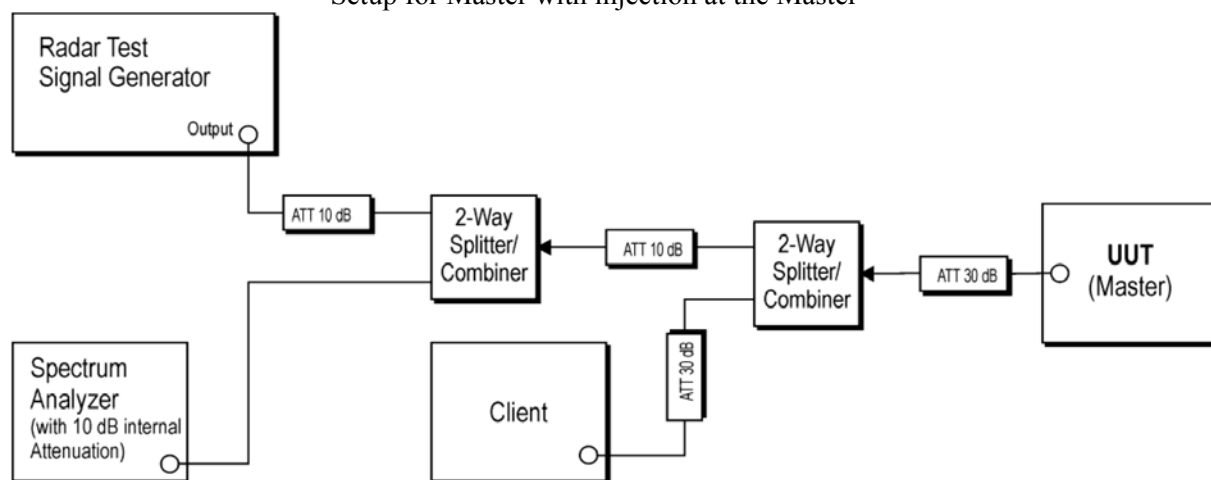 Setup for Master with injection at the Master
Radar Test
Signal Generator
Output
ATT 10 dB
2-Way
Splitter/
Combiner
ATT 10 dB
2-Way
Splitter/
Combiner
ATT 30 dB
UUT
(Master)
Spectrum
Analyzer
(with 10 dB internal
Attenuation)
Client
ATT 30 dB